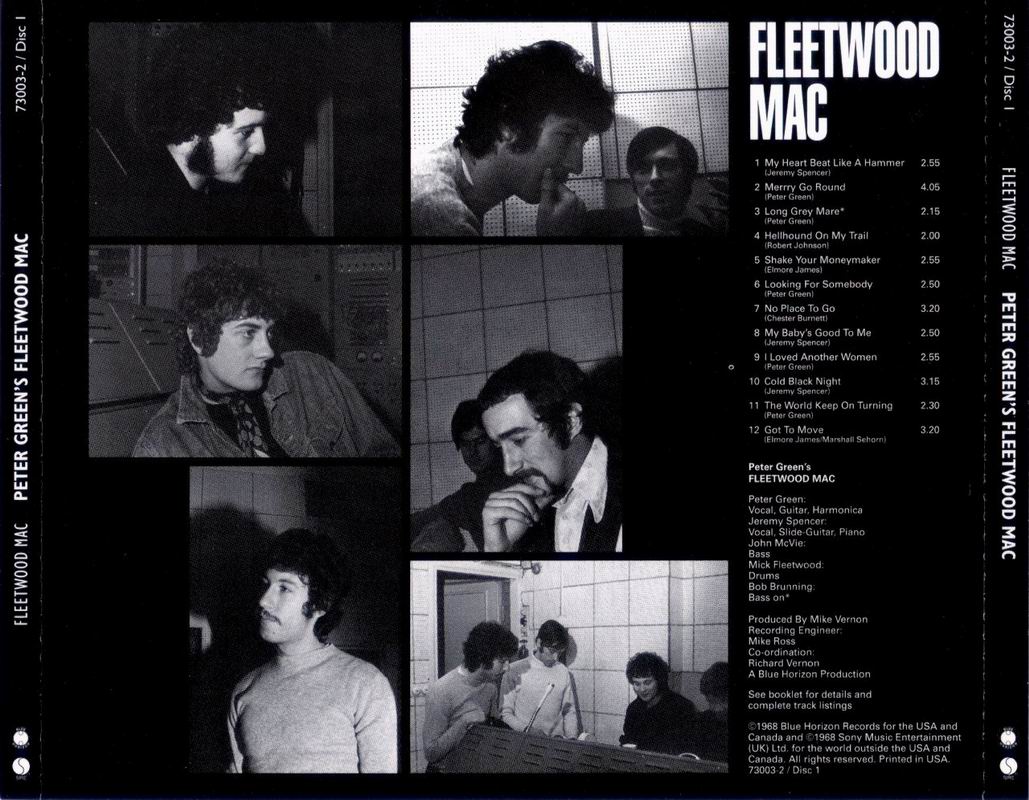 73003-2 / Disc 1
PETER GREEN'S FLEETWOOD MAC
FLEETWOOD MAC
FLEETWOOD
MAC
1 My Heart Beat Like A Hammer 2.55
(Jeremy Spencer)
2 Merrry Go Round 4.05
(Peter Green)
3 Long Grey Mare* 2.15
(Peter Green)
4 Hellhound On My Trail 2.00
(Robert Johnson)
5 Shake Your Moneymaker 2.55
(Elmore James)
6 Looking For Somebody 2.50
(Peter Green)
7 No Place To Go 3.20
(Chester Burnett)
8 My Baby's Good To Me 2.50
(Jeremy Spencer)
9 I Loved Another Women 2.55
(Peter Green)
10 Cold Black Night 3.15
(Jeremy Spencer)
11 The World Keep On Turning 2.30
(Peter Green)
12 Got To Move 3.20
(Elmore James/Marshall Sehorn)
Peter Green's
FLEETWOOD MAC
Peter Green:
Vocal, Guitar, Harmonica
Jeremy Spencer:
Vocal, Slide-Guitar, Piano
John McVie:
Bass
Mick Fleetwood:
Drums
Bob Brunning:
Bass on*
Produced By Mike Vernon
Recording Engineer:
Mike Ross
Co-ordination:
Richard Vernon
A Blue Horizon Production
See booklet for details and
complete track listings
©1968 Blue Horizon Records for the USA and
Canada and ©1968 Sony Music Entertainment
(UK) Ltd. for the world outside the USA and
Canada. All rights reserved. Printed in USA.
73003-2 / Disc 1
73003-2 / Disc 1
FLEETWOOD MAC
PETER GREEN'S FLEETWOOD MAC